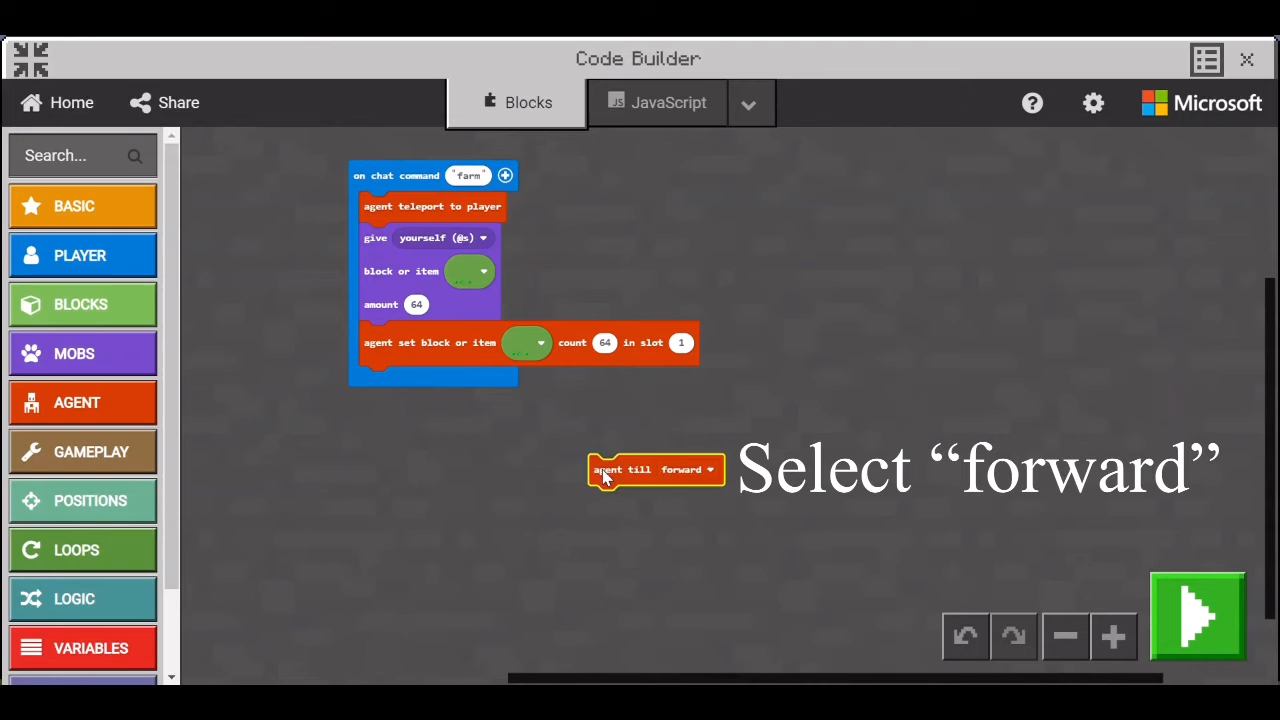 Code Builder
Home
Share
Blocks
JS JavaScript
?
Microsoft
Search...
BASIC
PLAYER
BLOCKS
MOBS
AGENT
GAMEPLAY
POSITIONS
LOOPS
LOGIC
VARIABLES
on chat command "farm"
agent teleport to player
give yourself (@s)
block or item
amount 64
agent set block or item count 64 in slot 1
agent till forward
Select “forward”